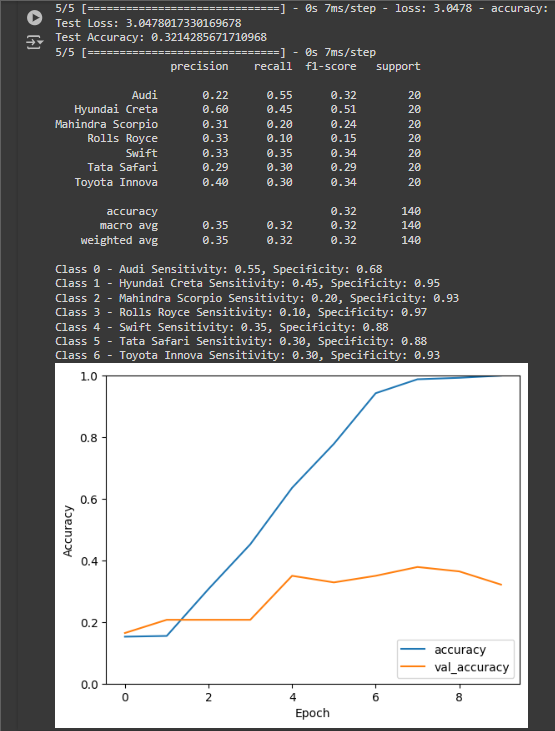 5/5 [==============================] - 0s 7ms/step - loss: 3.0478 - accuracy:
Test Loss: 3.0478017330169678
Test Accuracy: 0.3214285671710968
5/5 [==============================] - 0s 7ms/step
precision recall f1-score support
Audi 0.22 0.55 0.32 20
Hyundai Creta 0.60 0.45 0.51 20
Mahindra Scorpio 0.31 0.20 0.24 20
Rolls Royce 0.33 0.10 0.15 20
Swift 0.33 0.35 0.34 20
Tata Safari 0.29 0.30 0.29 20
Toyota Innova 0.40 0.30 0.34 20
accuracy 0.32 140
macro avg 0.35 0.32 0.32 140
weighted avg 0.35 0.32 0.32 140
Class 0 - Audi Sensitivity: 0.55, Specificity: 0.68
Class 1 - Hyundai Creta Sensitivity: 0.45, Specificity: 0.95
Class 2 - Mahindra Scorpio Sensitivity: 0.20, Specificity: 0.93
Class 3 - Rolls Royce Sensitivity: 0.10, Specificity: 0.97
Class 4 - Swift Sensitivity: 0.35, Specificity: 0.88
Class 5 - Tata Safari Sensitivity: 0.30, Specificity: 0.88
Class 6 - Toyota Innova Sensitivity: 0.30, Specificity: 0.93
1.0
0.8
0.6
0.4
0.2
0.0
Accuracy
accuracy
val_accuracy
0 2 4 6 8
Epoch